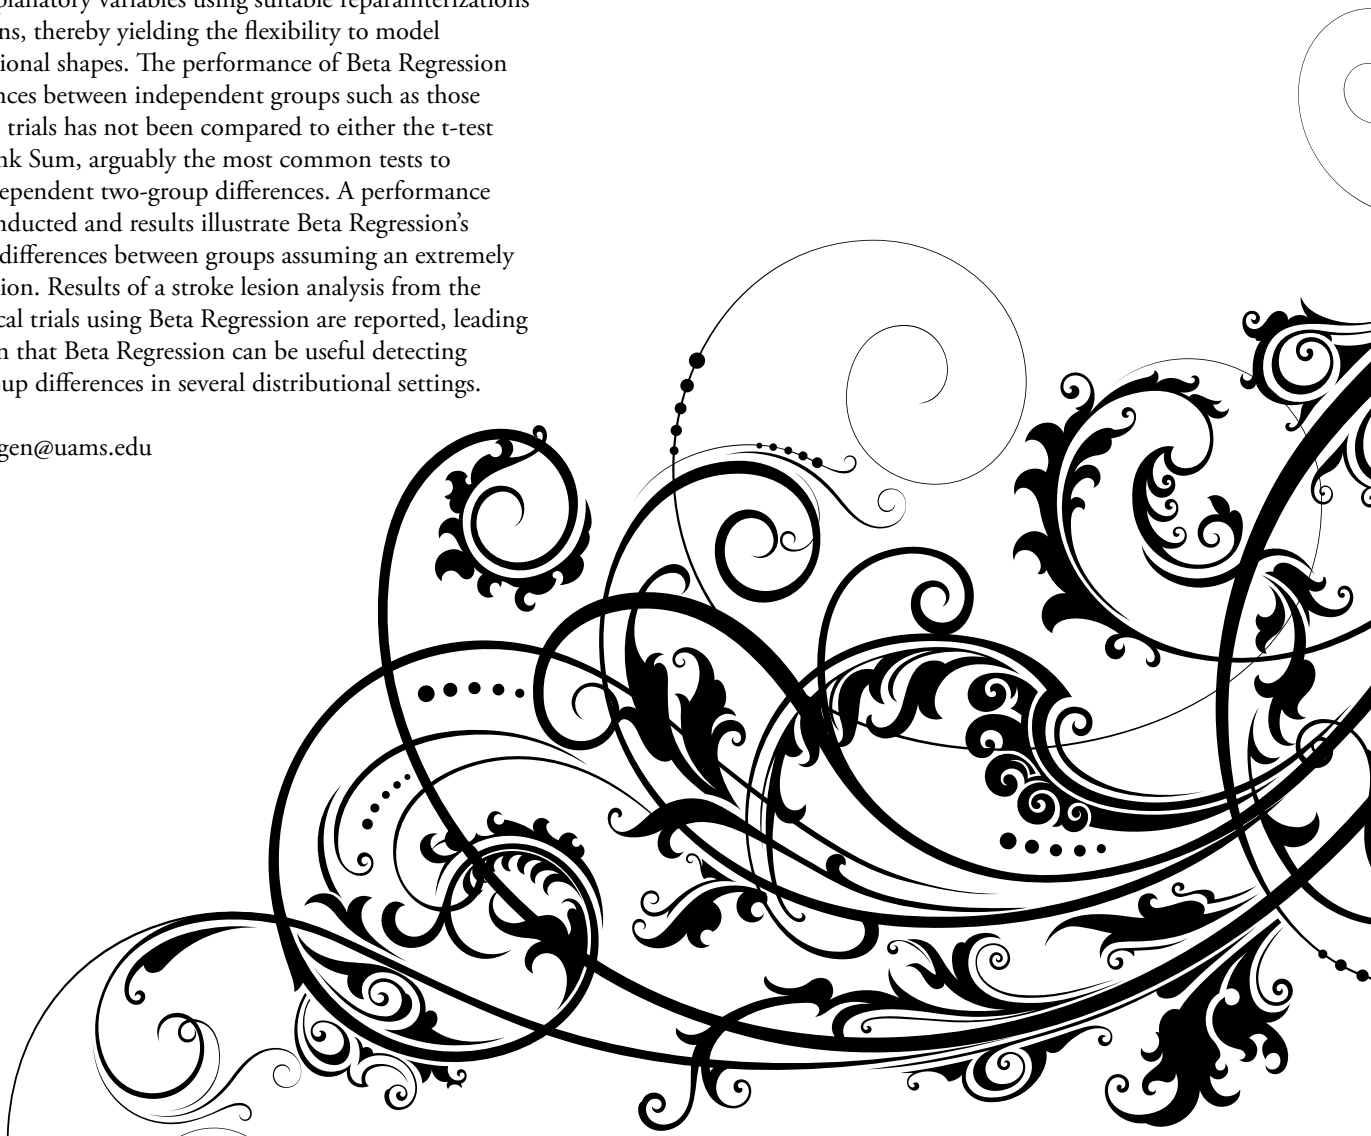 planatory variables using suitable reparamterizations
ns, thereby yielding the flexibility to model
ional shapes. The performance of Beta Regression
nces between independent groups such as those
trials has not been compared to either the t-test
nk Sum, arguably the most common tests to
ependent two-group differences. A performance
nducted and results illustrate Beta Regression’s
differences between groups assuming an extremely
ion. Results of a stroke lesion analysis from the
cal trials using Beta Regression are reported, leading
n that Beta Regression can be useful detecting
oup differences in several distributional settings.
gen@uams.edu